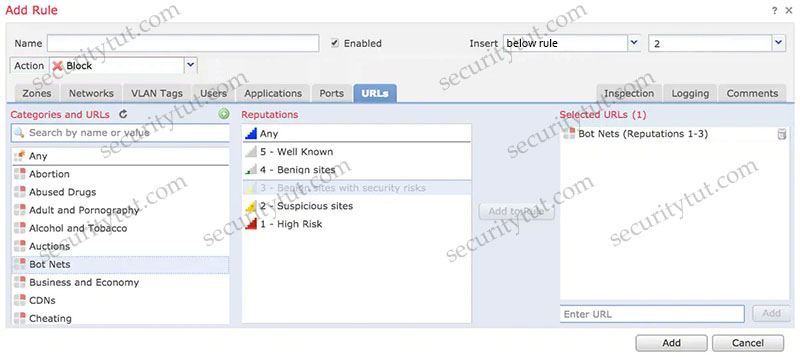 Add Rule
? ×
Name
Enabled
Insert
below rule
2
Action
Block
Zones
Networks
VLAN Tags
Users
Applications
Ports
URLs
Inspection
Logging
Comments
Categories and URLs
Search by name or value
Any
Abortion
Abused Drugs
Adult and Pornography
Alcohol and Tobacco
Auctions
Bot Nets
Business and Economy
CDNs
Cheating
Reputations
Any
5 - Well Known
4 - Benign sites
3 - Benign sites with security risks
2 - Suspicious sites
1 - High Risk
Add to Rule
Selected URLs (1)
Bot Nets (Reputations 1-3)
Enter URL
Add
Add
Cancel
securitytut.com
securitytut.com
securitytut.com
securitytut.com
securitytut.com
securitytut.com